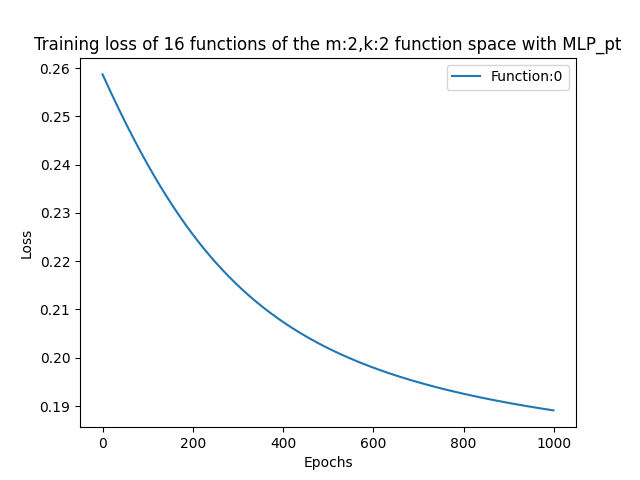 Training loss of 16 functions of the m:2,k:2 function space with MLP_pt
Function:0
Loss
0.26
0.25
0.24
0.23
0.22
0.21
0.20
0.19
0 200 400 600 800 1000
Epochs